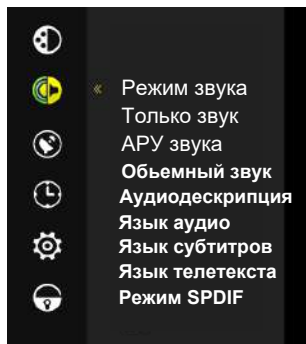 Режим звука
Только звук
АРУ звука
Обьемный звук
Аудиодескрипция
Язык аудио
Язык субтитров
Язык телетекста
Режим SPDIF